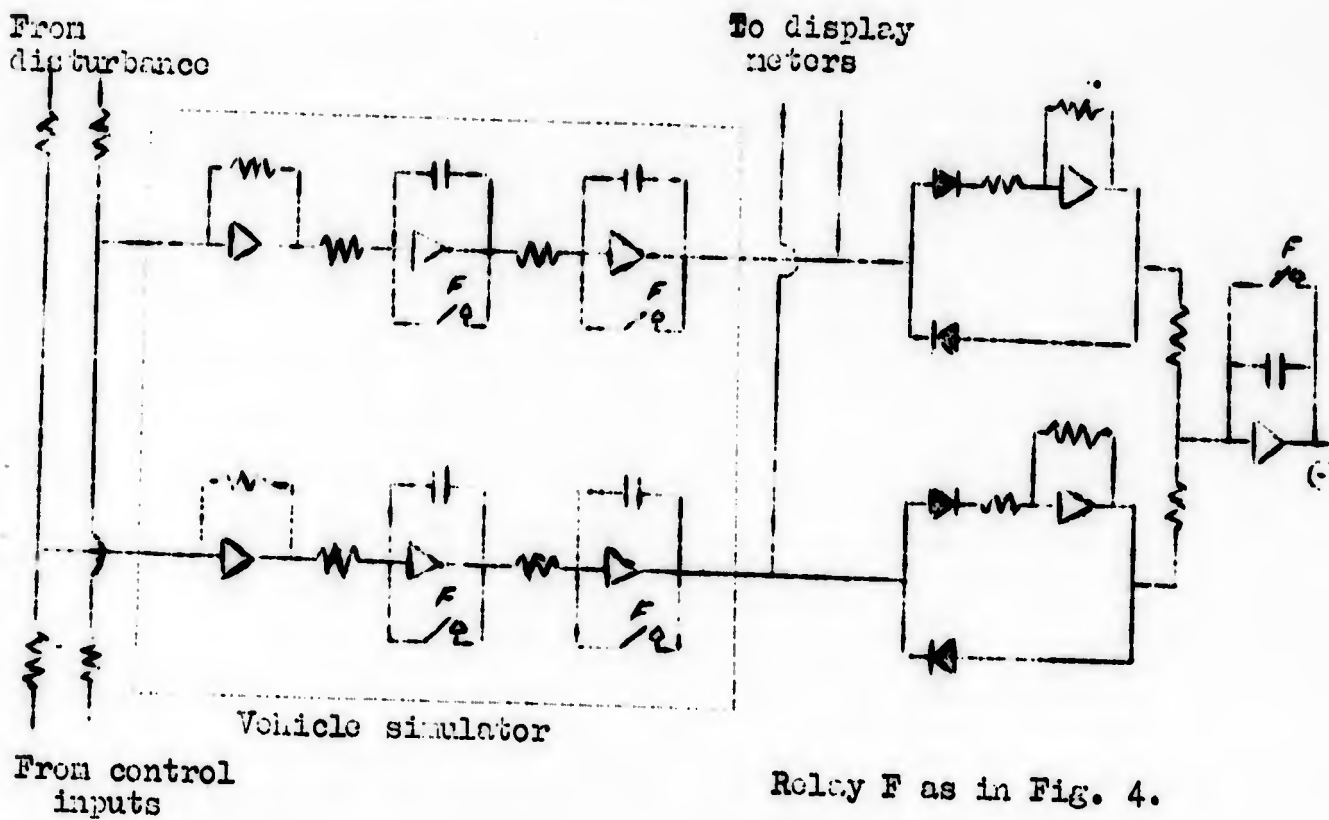 From
disturbance
To display
meters
F
F
F
F
F
(-)
Vehicle simulator
From control
inputs
Relay F as in Fig. 4.